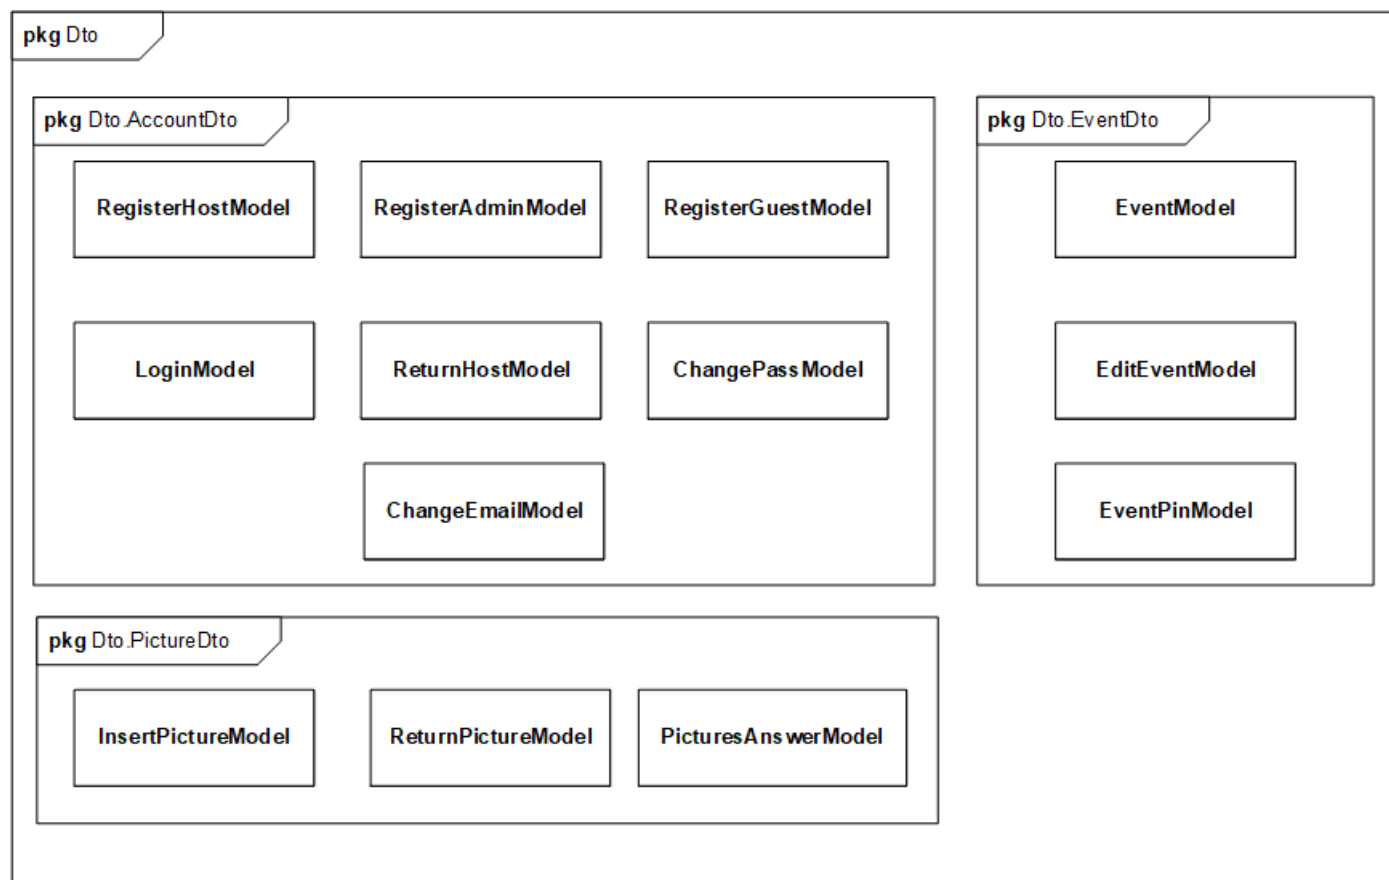 pkg Dto
pkg Dto.AccountDto
RegisterHostModel
RegisterAdminModel
RegisterGuestModel
LoginModel
ReturnHostModel
ChangePassModel
ChangeEmailModel
pkg Dto.EventDto
EventModel
EditEventModel
EventPinModel
pkg Dto.PictureDto
InsertPictureModel
ReturnPictureModel
PicturesAnswerModel